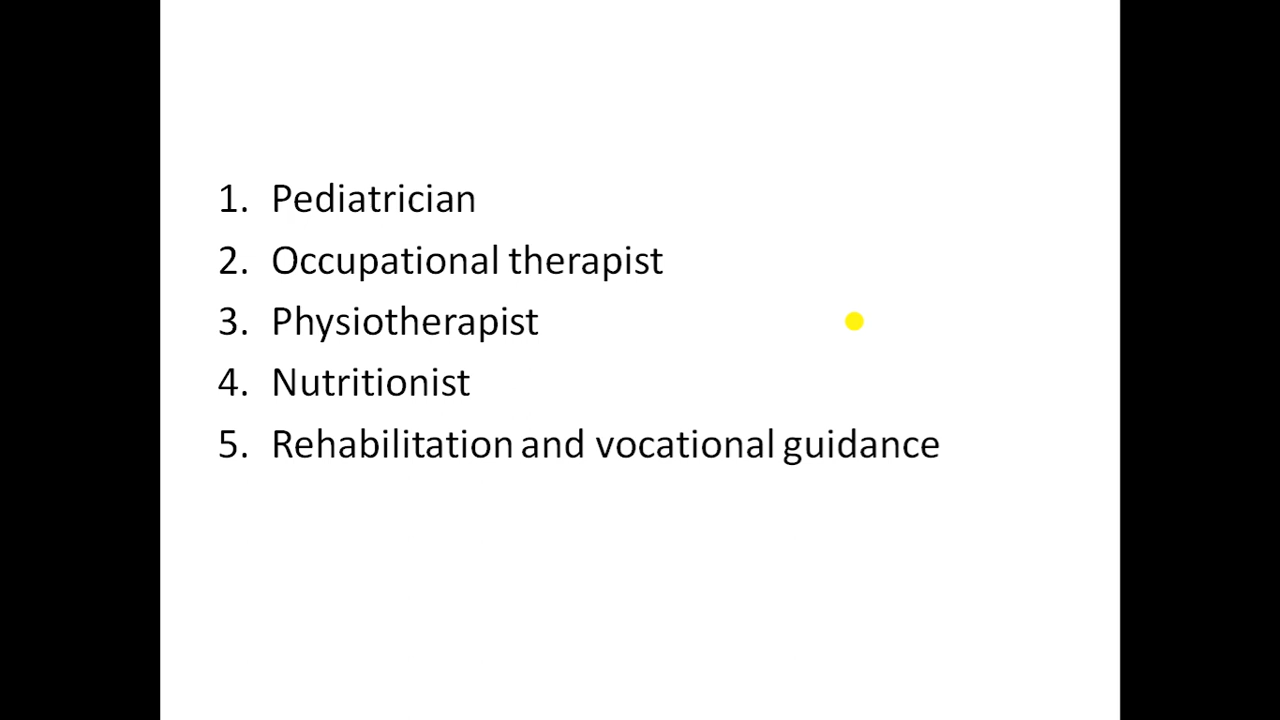 1. Pediatrician
2. Occupational therapist
3. Physiotherapist
4. Nutritionist
5. Rehabilitation and vocational guidance